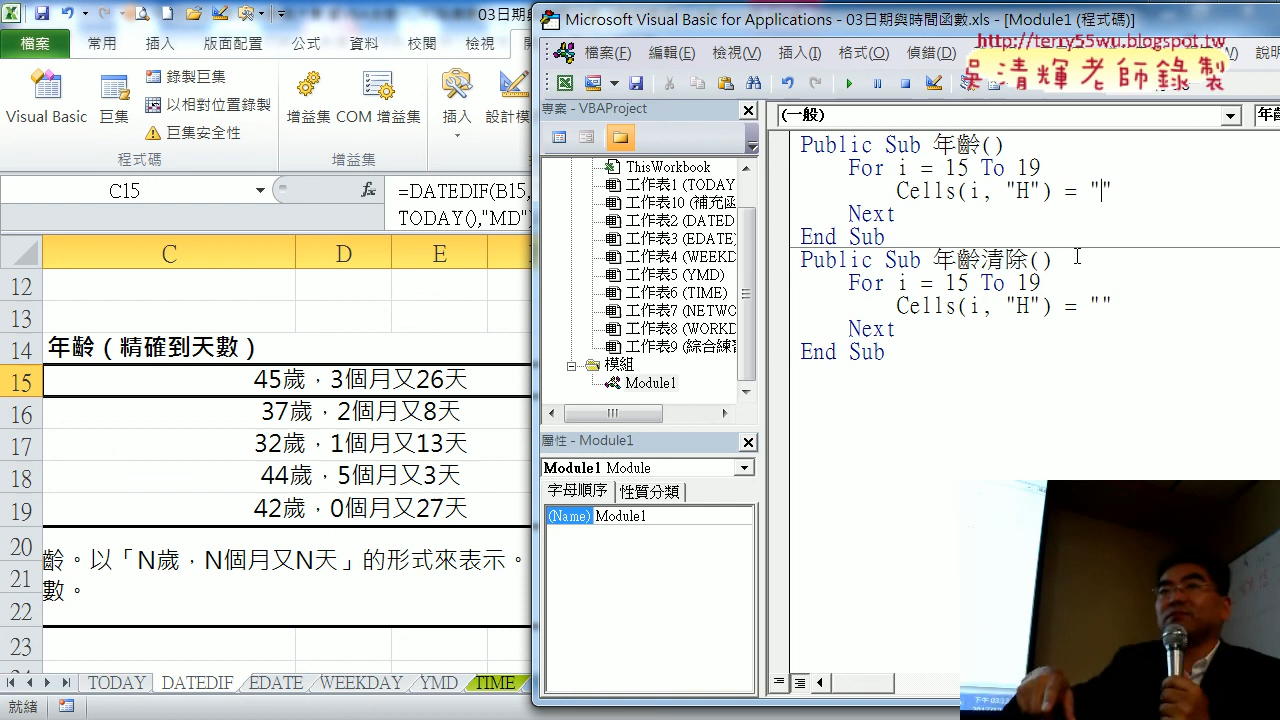 03日期與
Microsoft Visual Basic for Applications - 03日期與時間函數.xls - [Module1 (程式碼)]
http://terry55wu.blogspot.tw
吳清輝老師錄製
檔案 常用 插入 版面配置 公式 資料 校閱 檢視
檔案(F) 編輯(E) 檢視(V) 插入(I) 格式(O) 偵錯(D)
Visual Basic 巨集 錄製巨集 以相對位置錄製 巨集安全性
增益集 COM 增益集 插入 設計模
程式碼 增益集
C15 fx =DATEDIF(B15,
TODAY(),"MD"
專案 - VBAProject
ThisWorkbook
工作表1 (TODAY
工作表10 (補充函
工作表2 (DATED
工作表3 (EDATE
工作表4 (WEEKD
工作表5 (YMD)
工作表6 (TIME)
工作表7 (NETWO
工作表8 (WORKD
工作表9 (綜合練習
模組
Module1
屬性 - Module1
Module1 Module
字母順序 性質分類
(Name) Module1
(一般) 年齡
Public Sub 年齡()
For i = 15 To 19
Cells(i, "H") = ""
Next
End Sub
Public Sub 年齡清除()
For i = 15 To 19
Cells(i, "H") = ""
Next
End Sub
C D E
12
13
14 年齡（精確到天數）
15 45歲，3個月又26天
16 37歲，2個月又8天
17 32歲，1個月又13天
18 44歲，5個月又3天
19 42歲，0個月又27天
20
齡。以「N歲，N個月又N天」的形式來表示。
21
數。
22
23
TODAY DATEDIF EDATE WEEKDAY YMD TIME
就緒